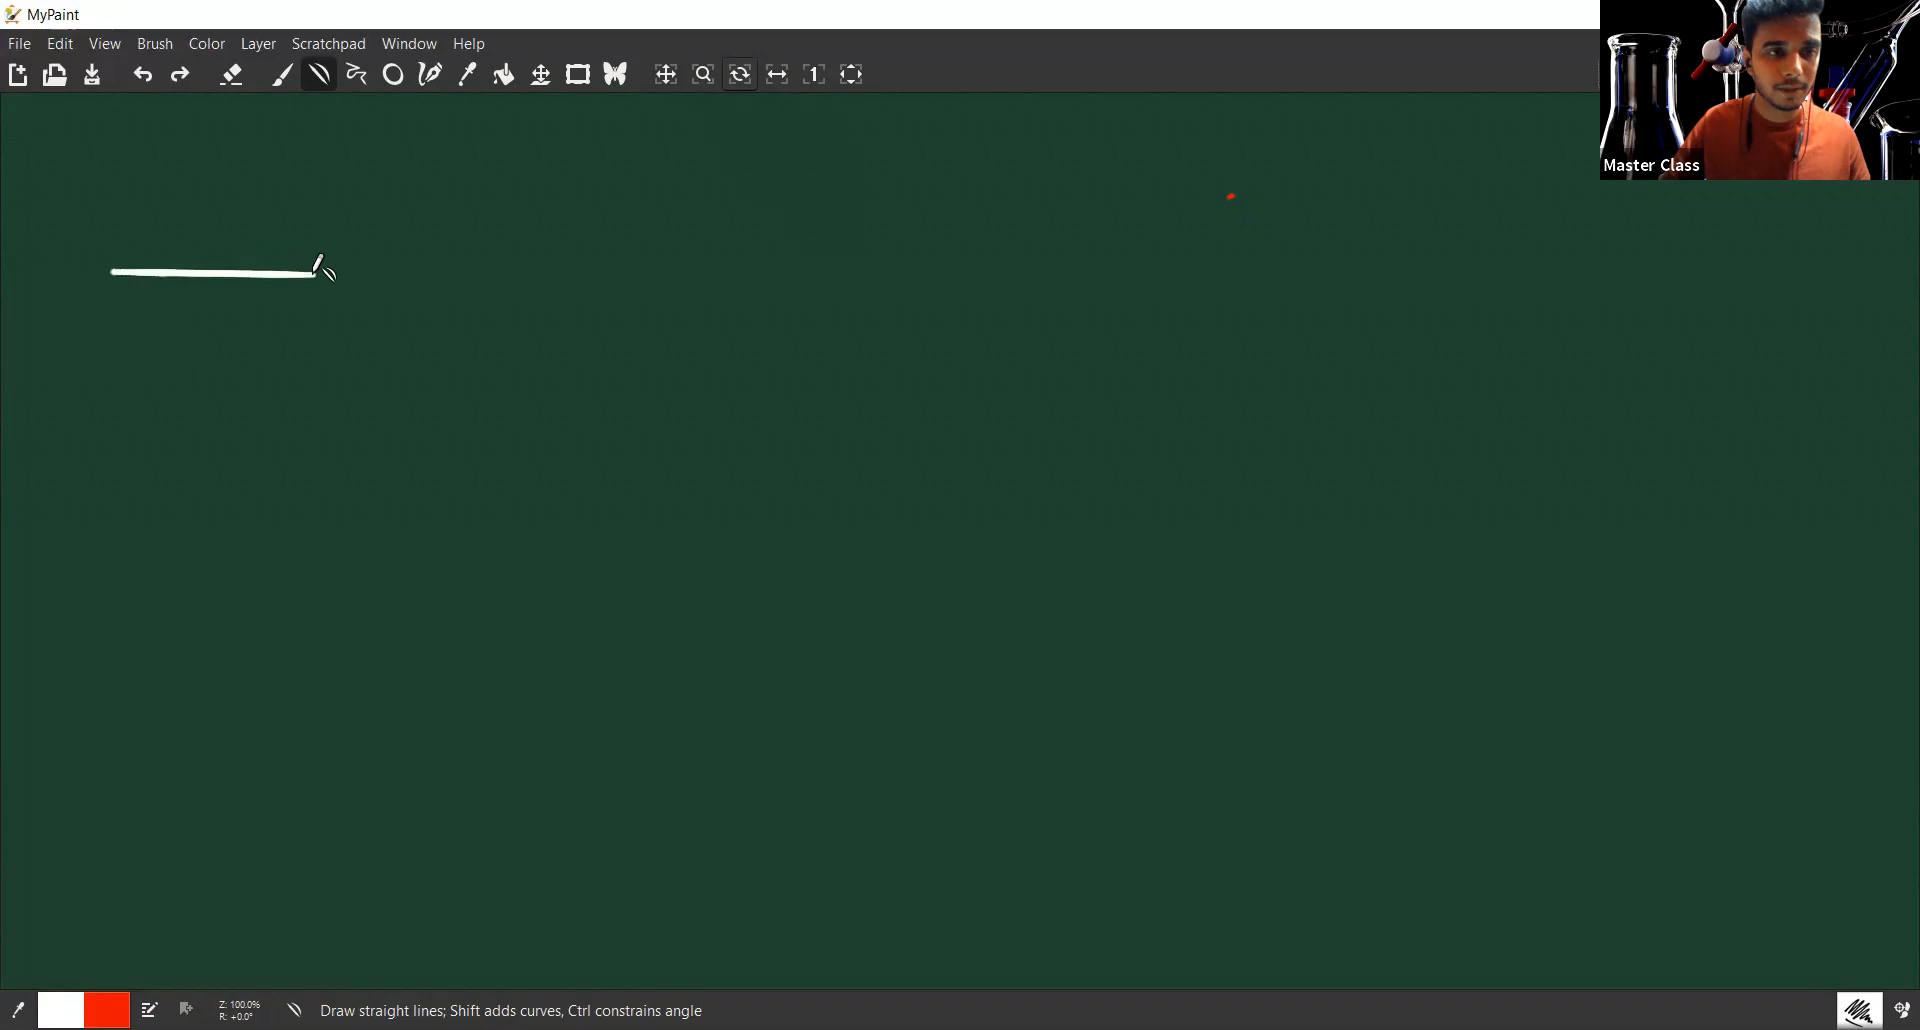 MyPaint
File Edit View Brush Color Layer Scratchpad Window Help
1
Master Class
Z: 100.0%
R: +0.0°
Draw straight lines; Shift adds curves, Ctrl constrains angle